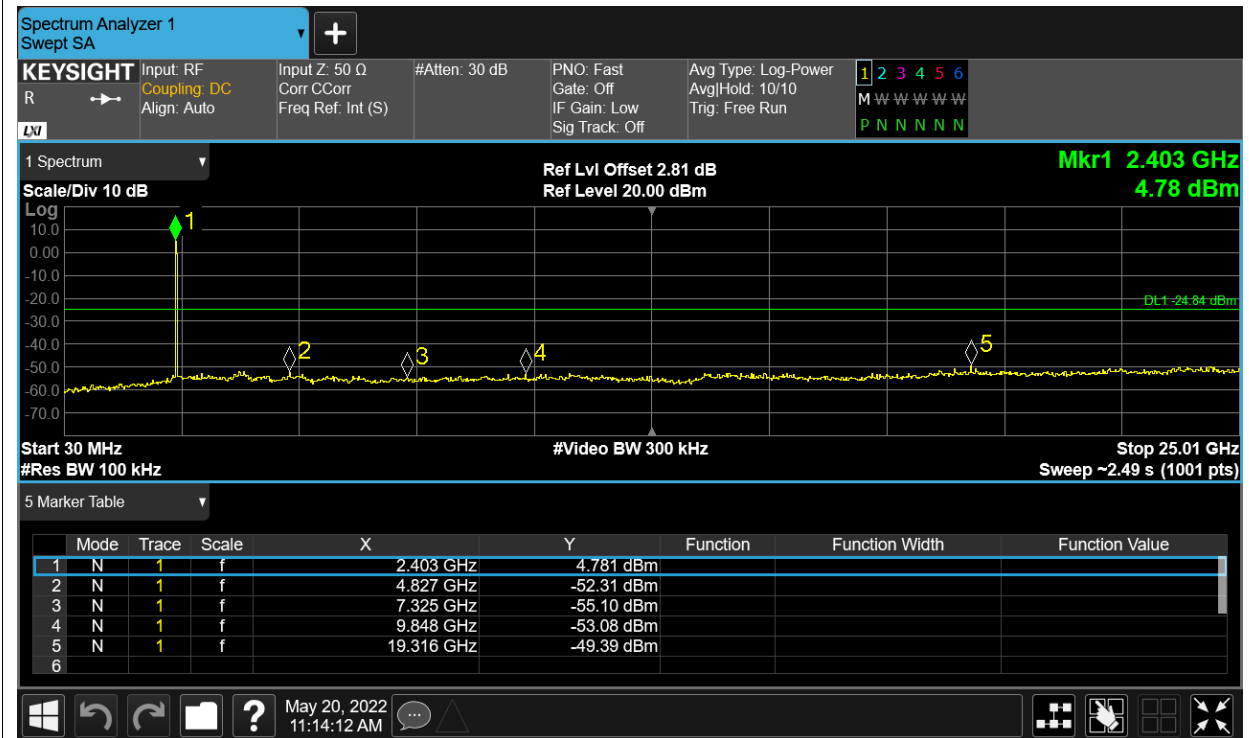 Spectrum Analyzer 1
Swept SA
KEYSIGHT
R
LXI
Input: RF
Coupling: DC
Align: Auto
Input Z: 50 Ω
Corr CCorr
Freq Ref: Int (S)
#Atten: 30 dB
PNO: Fast
Gate: Off
IF Gain: Low
Sig Track: Off
Avg Type: Log-Power
Avg|Hold: 10/10
Trig: Free Run
1 2 3 4 5 6
M W W W W W
P N N N N N
1 Spectrum
Scale/Div 10 dB
Ref Lvl Offset 2.81 dB
Ref Level 20.00 dBm
Mkr1 2.403 GHz
4.78 dBm
Log
10.0
0.00
-10.0
-20.0
-30.0
-40.0
-50.0
-60.0
-70.0
1
2
3
4
5
DL1 -24.84 dBm
Start 30 MHz
#Res BW 100 kHz
#Video BW 300 kHz
Stop 25.01 GHz
Sweep ~2.49 s (1001 pts)
5 Marker Table
Mode Trace Scale X Y Function Function Width Function Value
1 N 1 f 2.403 GHz 4.781 dBm
2 N 1 f 4.827 GHz -52.31 dBm
3 N 1 f 7.325 GHz -55.10 dBm
4 N 1 f 9.848 GHz -53.08 dBm
5 N 1 f 19.316 GHz -49.39 dBm
6
?
May 20, 2022
11:14:12 AM